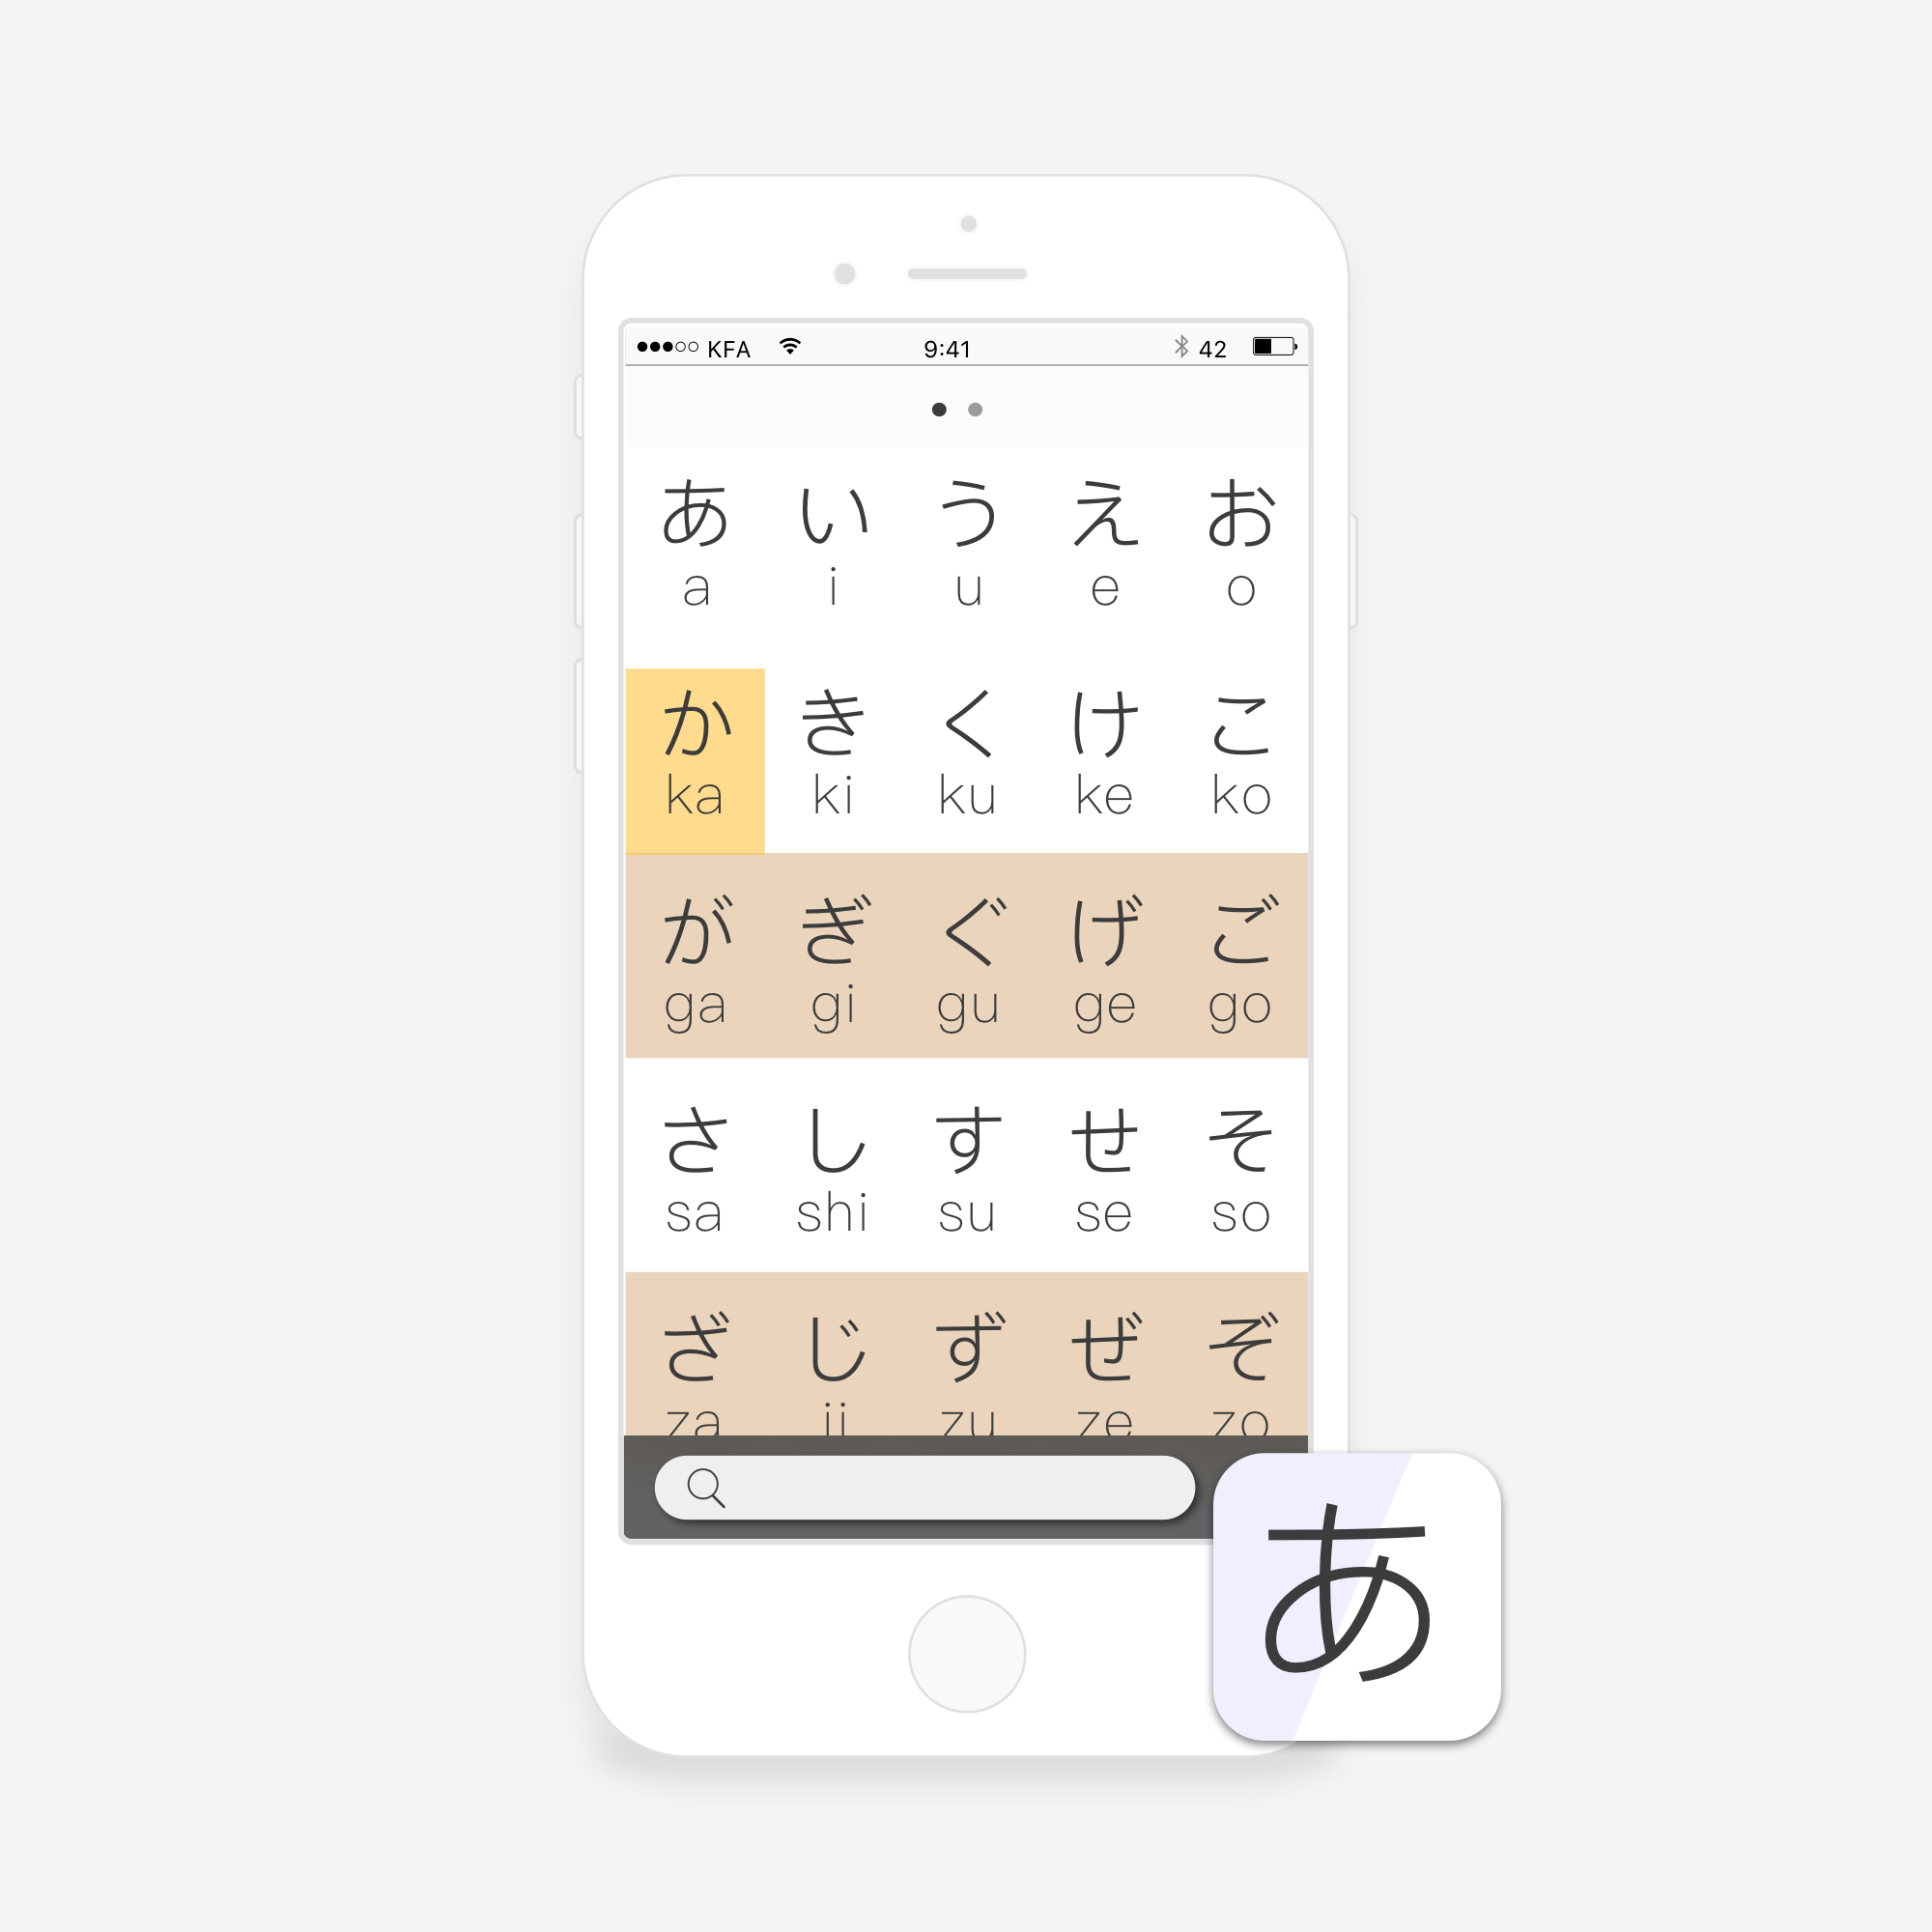 KFA 9:41 42
あ い う え お
a i u e o
か き く け こ
ka ki ku ke ko
が ぎ ぐ げ ご
ga gi gu ge go
さ し す せ そ
sa shi su se so
ざ じ ず ぜ ぞ
za ji zu ze zo
あ